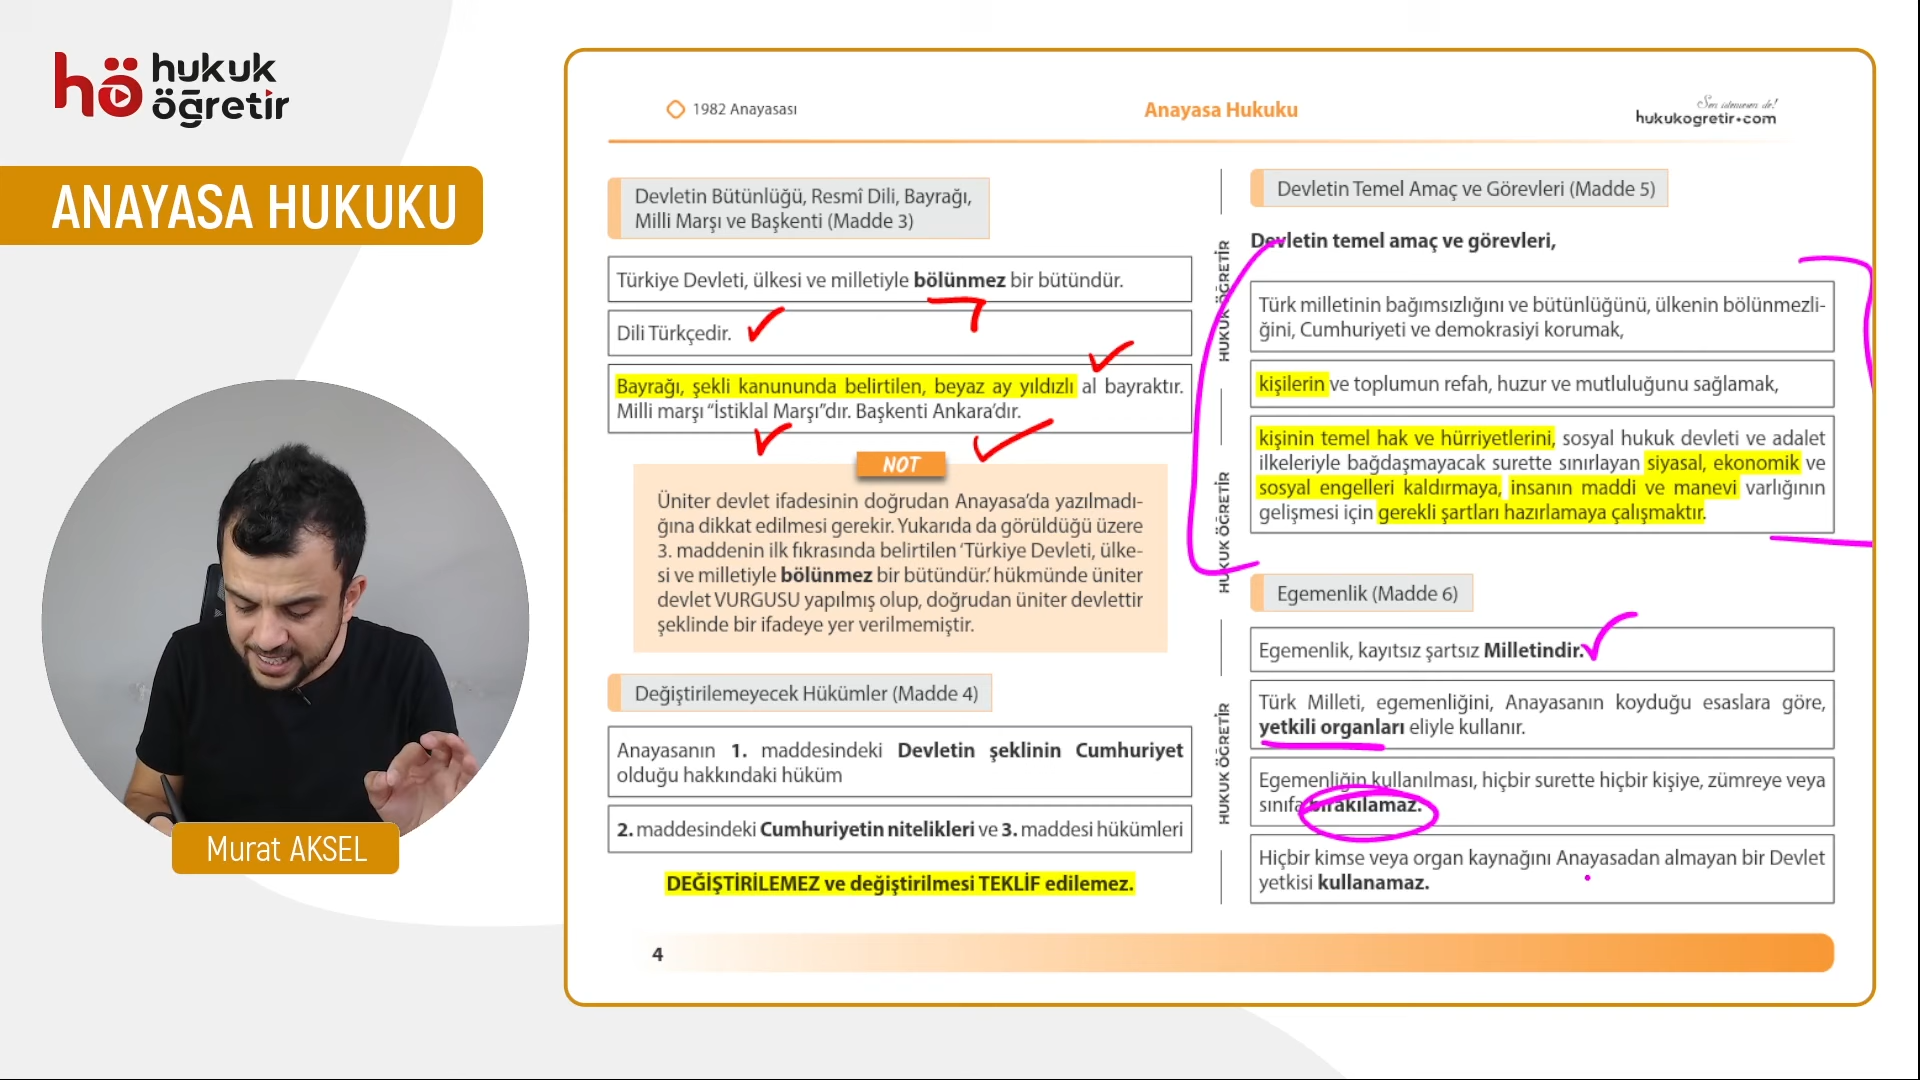 hö hukuk
öğretir
ANAYASA HUKUKU
Murat AKSEL
1982 Anayasası
Anayasa Hukuku
hukukogretir•com
Devletin Bütünlüğü, Resmî Dili, Bayrağı,
Milli Marşı ve Başkenti (Madde 3)
Türkiye Devleti, ülkesi ve milletiyle bölünmez bir bütündür.
Dili Türkçedir.
Bayrağı, şekli kanununda belirtilen, beyaz ay yıldızlı al bayraktır.
Milli marşı “İstiklal Marşı”dır. Başkenti Ankara’dır.
NOT
Üniter devlet ifadesinin doğrudan Anayasa’da yazılmadı-
ğına dikkat edilmesi gerekir. Yukarıda da görüldüğü üzere
3. maddenin ilk fıkrasında belirtilen ‘Türkiye Devleti, ülke-
si ve milletiyle bölünmez bir bütündür.’ hükmünde üniter
devlet VURGUSU yapılmış olup, doğrudan üniter devlettir
şeklinde bir ifadeye yer verilmemiştir.
Değiştirilemeyecek Hükümler (Madde 4)
Anayasanın 1. maddesindeki Devletin şeklinin Cumhuriyet
olduğu hakkındaki hüküm
2. maddesindeki Cumhuriyetin nitelikleri ve 3. maddesi hükümleri
DEĞİŞTİRİLEMEZ ve değiştirilmesi TEKLİF edilemez.
HUKUK ÖĞRETİR
HUKUK ÖĞRETİR
HUKUK ÖĞRETİR
Devletin Temel Amaç ve Görevleri (Madde 5)
Devletin temel amaç ve görevleri,
Türk milletinin bağımsızlığını ve bütünlüğünü, ülkenin bölünmezli-
ğini, Cumhuriyeti ve demokrasiyi korumak,
kişilerin ve toplumun refah, huzur ve mutluluğunu sağlamak,
kişinin temel hak ve hürriyetlerini, sosyal hukuk devleti ve adalet
ilkeleriyle bağdaşmayacak surette sınırlayan siyasal, ekonomik ve
sosyal engelleri kaldırmaya, insanın maddi ve manevi varlığının
gelişmesi için gerekli şartları hazırlamaya çalışmaktır.
Egemenlik (Madde 6)
Egemenlik, kayıtsız şartsız Milletindir.
Türk Milleti, egemenliğini, Anayasanın koyduğu esaslara göre,
yetkili organları eliyle kullanır.
Egemenliğin kullanılması, hiçbir surette hiçbir kişiye, zümreye veya
sınıfa bırakılamaz.
Hiçbir kimse veya organ kaynağını Anayasadan almayan bir Devlet
yetkisi kullanamaz.
4